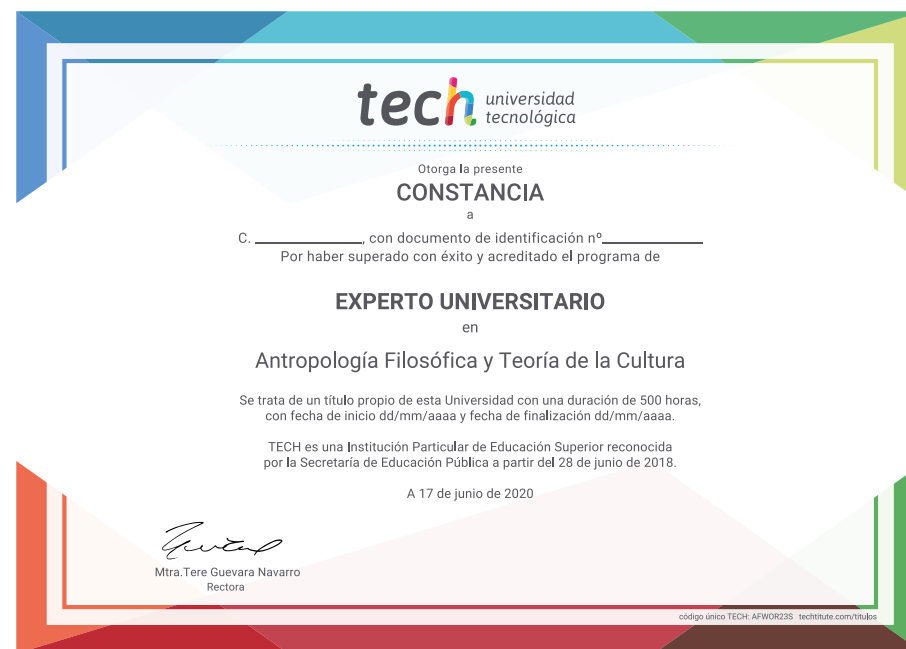 tech universidad
tecnológica
Otorga la presente
CONSTANCIA
a
C. ____________, con documento de identificación nº____________
Por haber superado con éxito y acreditado el programa de
EXPERTO UNIVERSITARIO
en
Antropología Filosófica y Teoría de la Cultura
Se trata de un título propio de esta Universidad con una duración de 500 horas,
con fecha de inicio dd/mm/aaaa y fecha de finalización dd/mm/aaaa.
TECH es una Institución Particular de Educación Superior reconocida
por la Secretaría de Educación Pública a partir del 28 de junio de 2018.
A 17 de junio de 2020
Mtra.Tere Guevara Navarro
Rectora
código único TECH: AFWOR23S techtitute.com/titulos